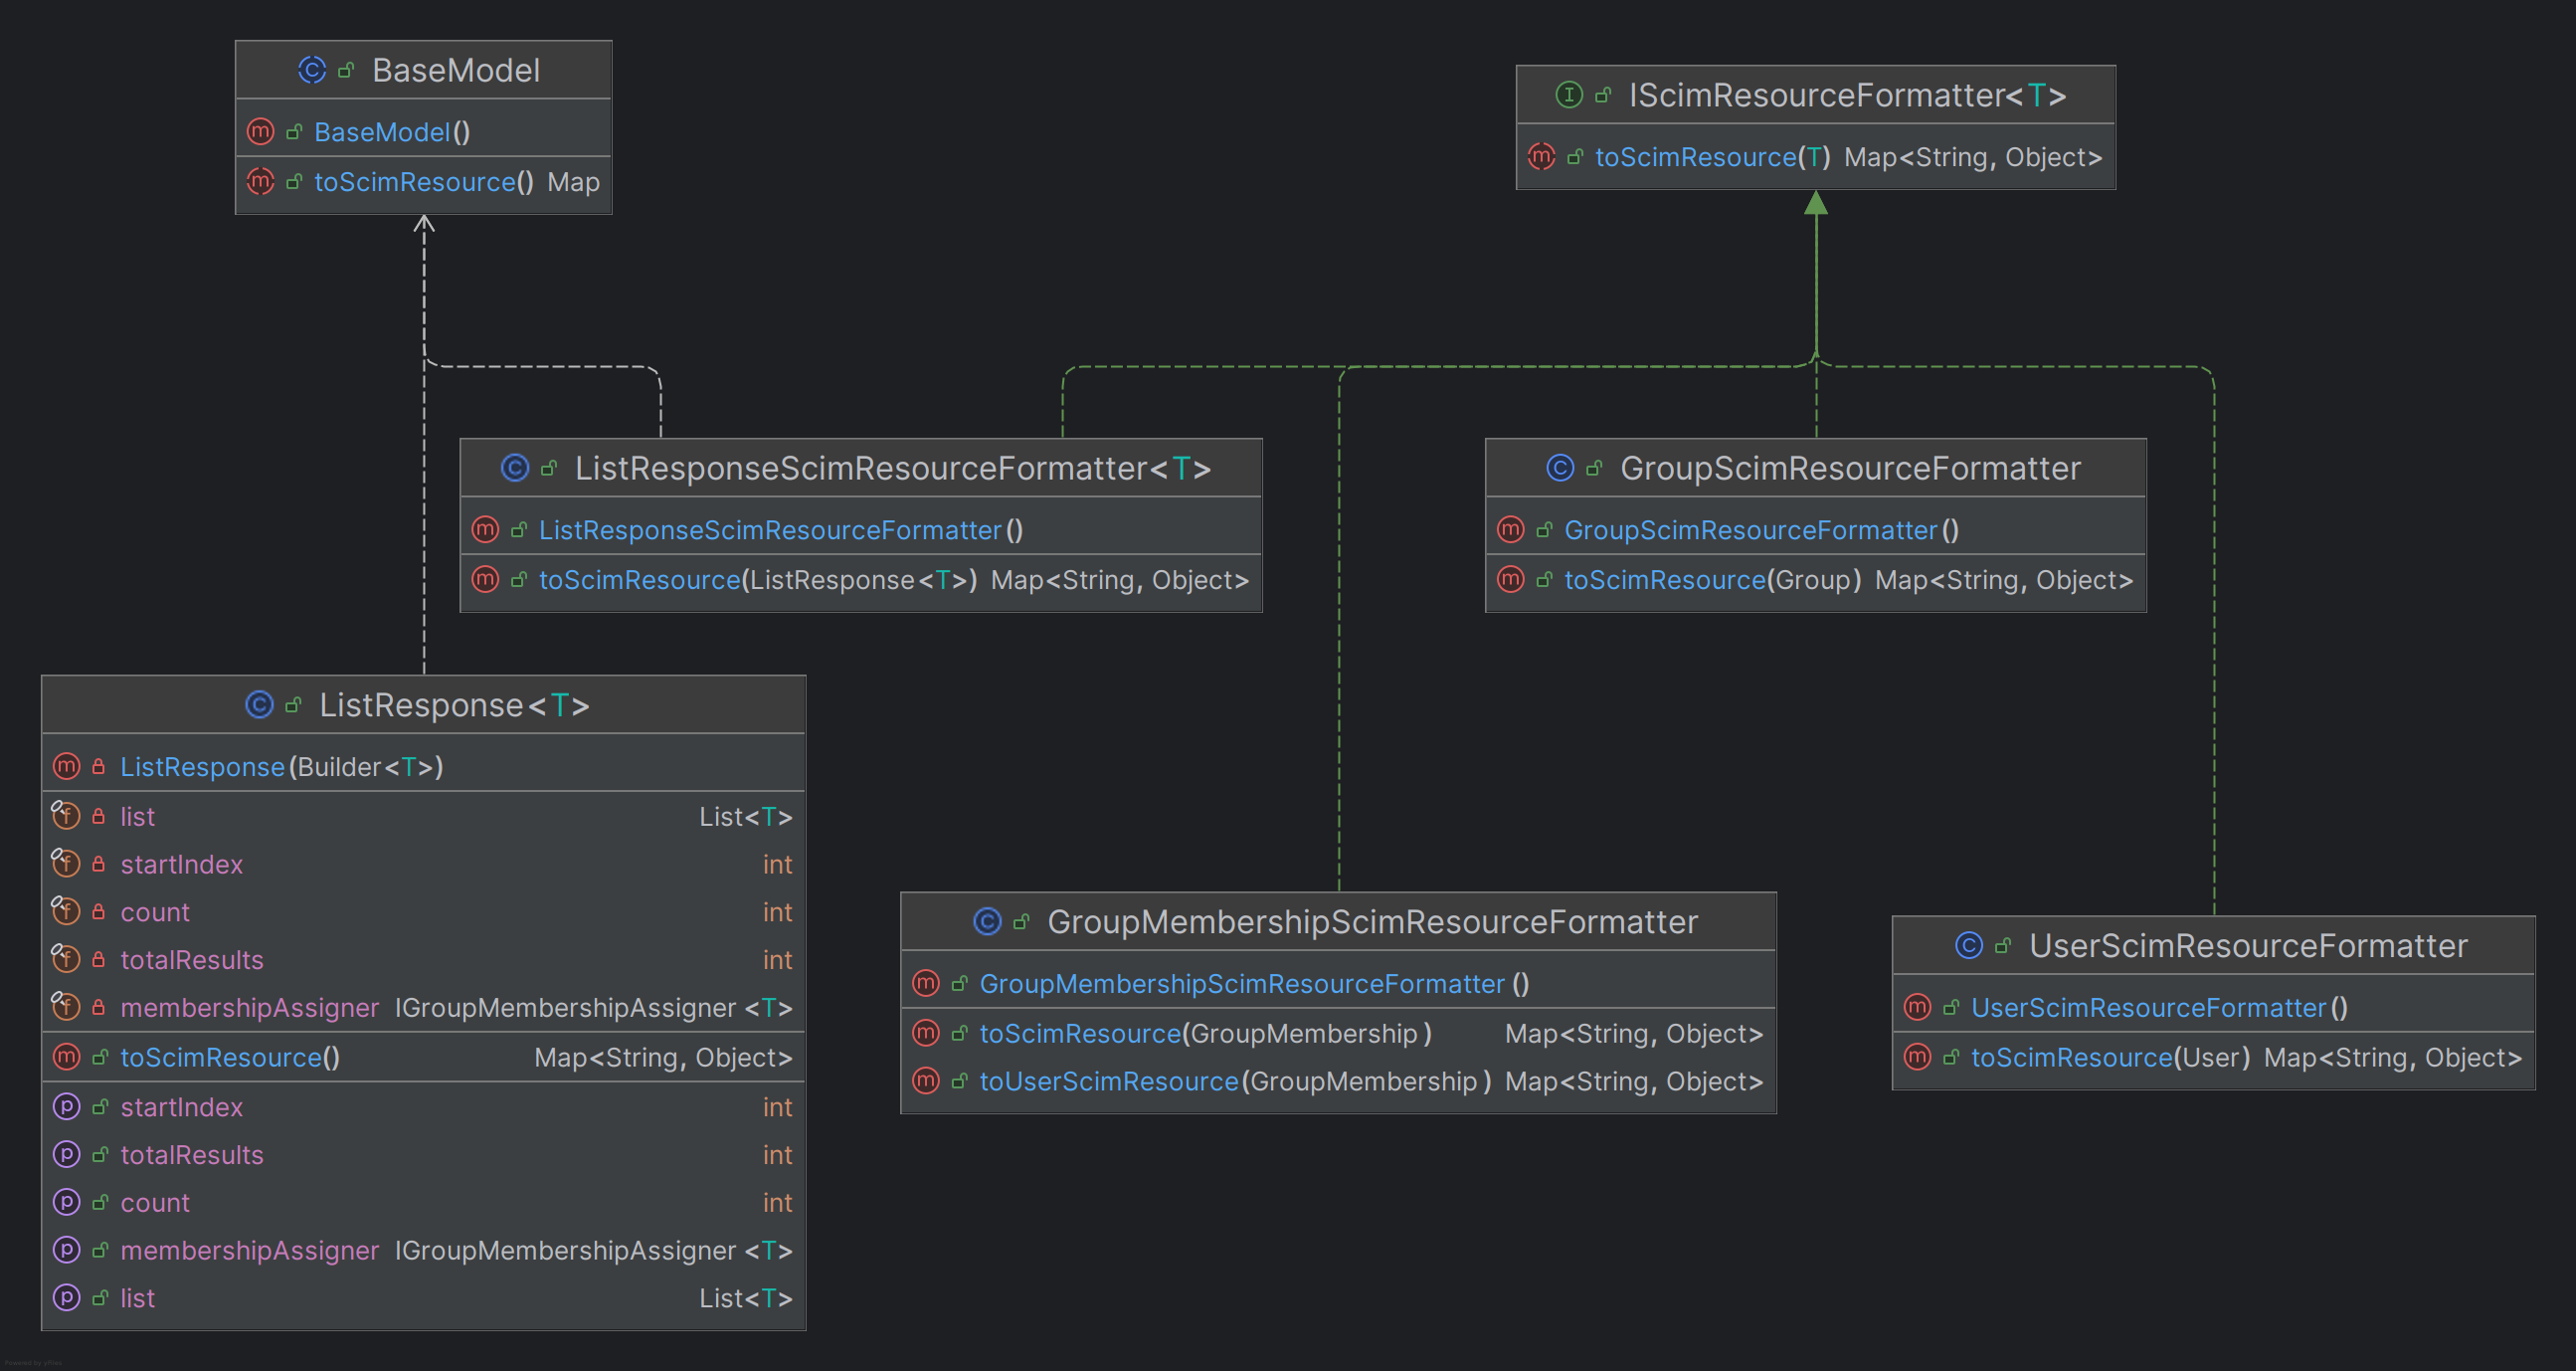 BaseModel
BaseModel()
toScimResource() Map
IScimResourceFormatter<T>
toScimResource(T) Map<String, Object>
ListResponseScimResourceFormatter<T>
ListResponseScimResourceFormatter()
toScimResource(ListResponse<T>) Map<String, Object>
GroupScimResourceFormatter
GroupScimResourceFormatter()
toScimResource(Group) Map<String, Object>
ListResponse<T>
ListResponse(Builder<T>)
list List<T>
startIndex int
count int
totalResults int
membershipAssigner IGroupMembershipAssigner <T>
toScimResource() Map<String, Object>
startIndex int
totalResults int
count int
membershipAssigner IGroupMembershipAssigner <T>
list List<T>
GroupMembershipScimResourceFormatter
GroupMembershipScimResourceFormatter ()
toScimResource(GroupMembership ) Map<String, Object>
toUserScimResource(GroupMembership ) Map<String, Object>
UserScimResourceFormatter
UserScimResourceFormatter()
toScimResource(User) Map<String, Object>
Powered by yFiles